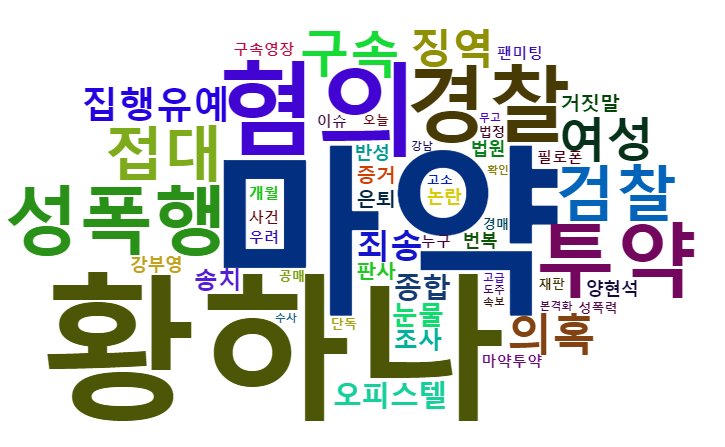 구속영장
구속
징역
팬미팅
혐의
경찰
집행유예
거짓말
이슈
오늘
무고
법정
여성
접대
반성
강남
법원
필로폰
마약
증거
고소
확인
검찰
성폭행
개월
은퇴
논란
사건
경매
투약
우려
죄송
누구
번복
강부영
송치
공매
판사
종합
고급
도주
속보
재판
양현석
황하나
본격화
성폭력
수사
단독
눈물
조사
의혹
마약투약
오피스텔